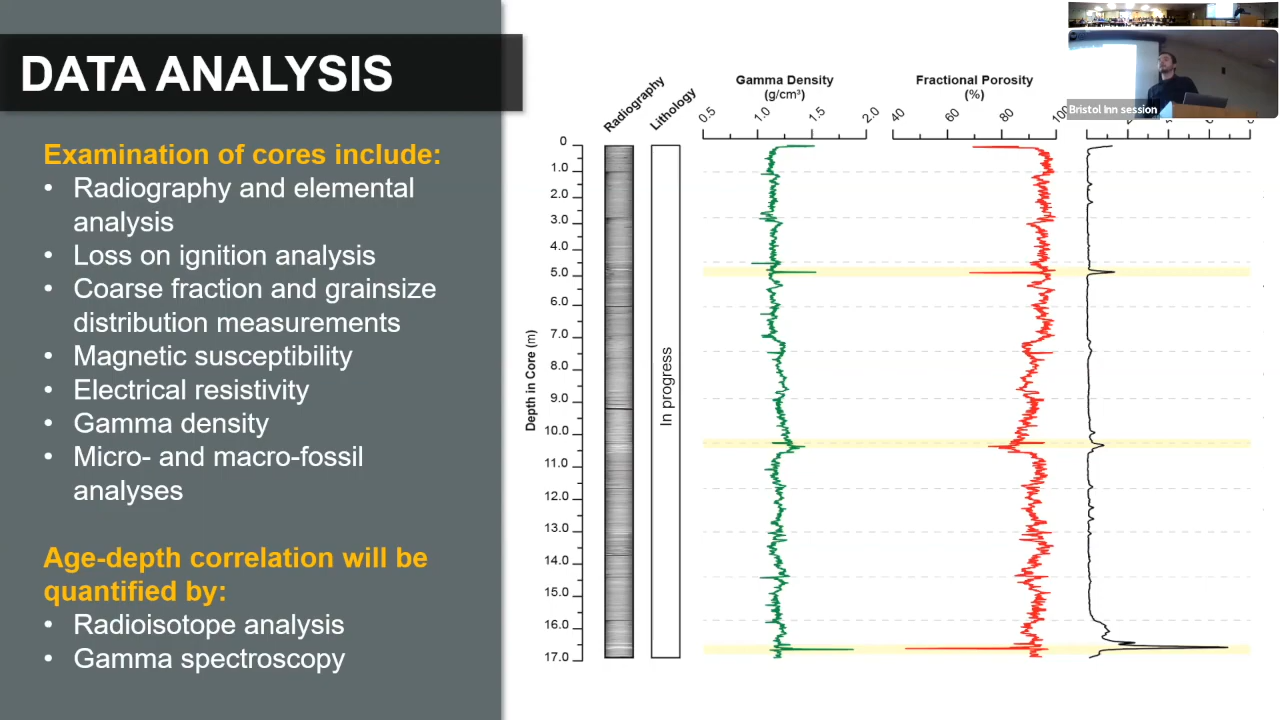 DATA ANALYSIS
Examination of cores include:
• Radiography and elemental
analysis
• Loss on ignition analysis
• Coarse fraction and grainsize
distribution measurements
• Magnetic susceptibility
• Electrical resistivity
• Gamma density
• Micro- and macro-fossil
analyses
Age-depth correlation will be
quantified by:
• Radioisotope analysis
• Gamma spectroscopy
Radiography
Lithology
Gamma Density
(g/cm³)
0.5 1.0 1.5 2.0
Fractional Porosity
(%)
40 60 80 100
Bristol Inn session
Depth in Core (m)
0
1.0
2.0
3.0
4.0
5.0
6.0
7.0
8.0
9.0
10.0
11.0
12.0
13.0
14.0
15.0
16.0
17.0
In progress